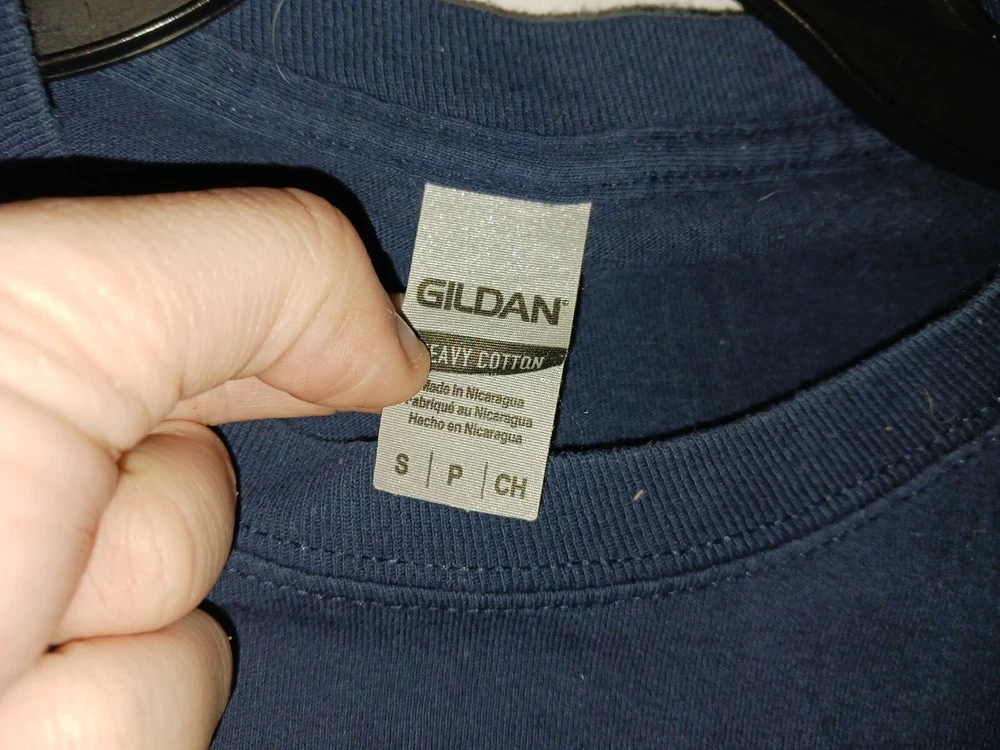 GILDAN
EAVY COTTON
Made in Nicaragua
Fabriqué au Nicaragua
Hecho en Nicaragua
S | P | CH